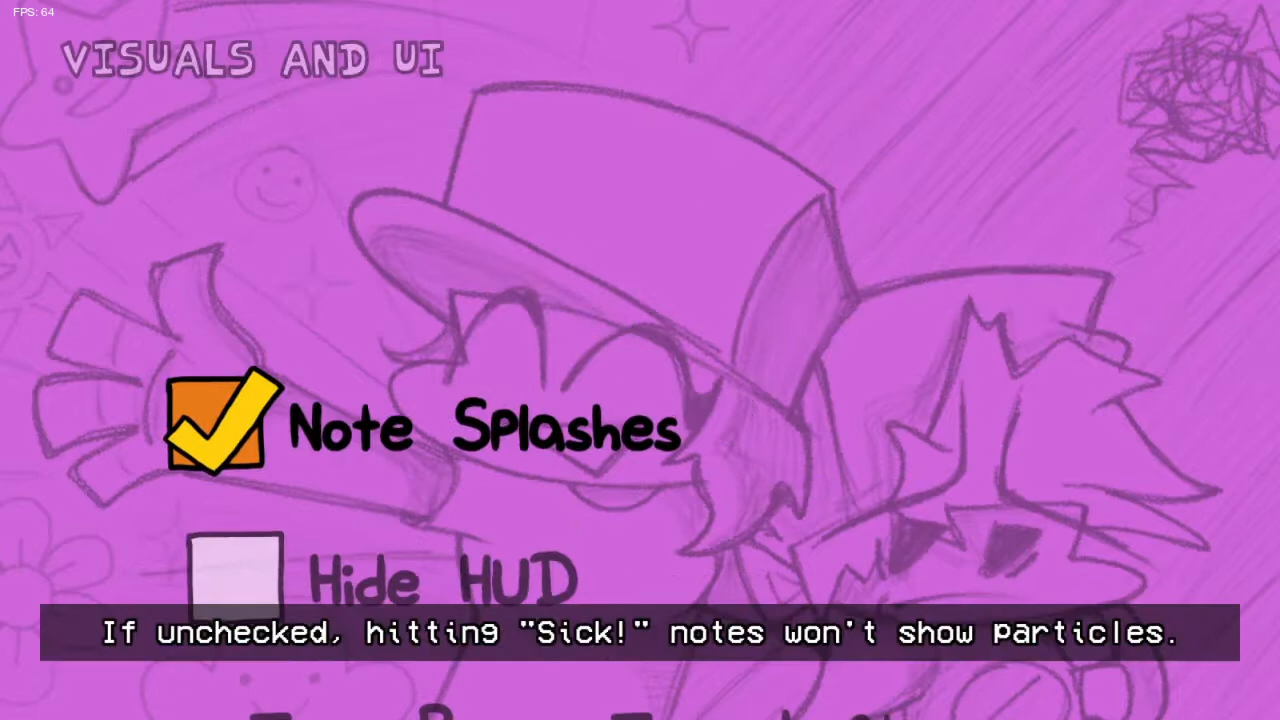 FPS: 64
VISUALS AND UI
Note Splashes
Hide HUD
If unchecked, hitting "Sick!" notes won't show particles.